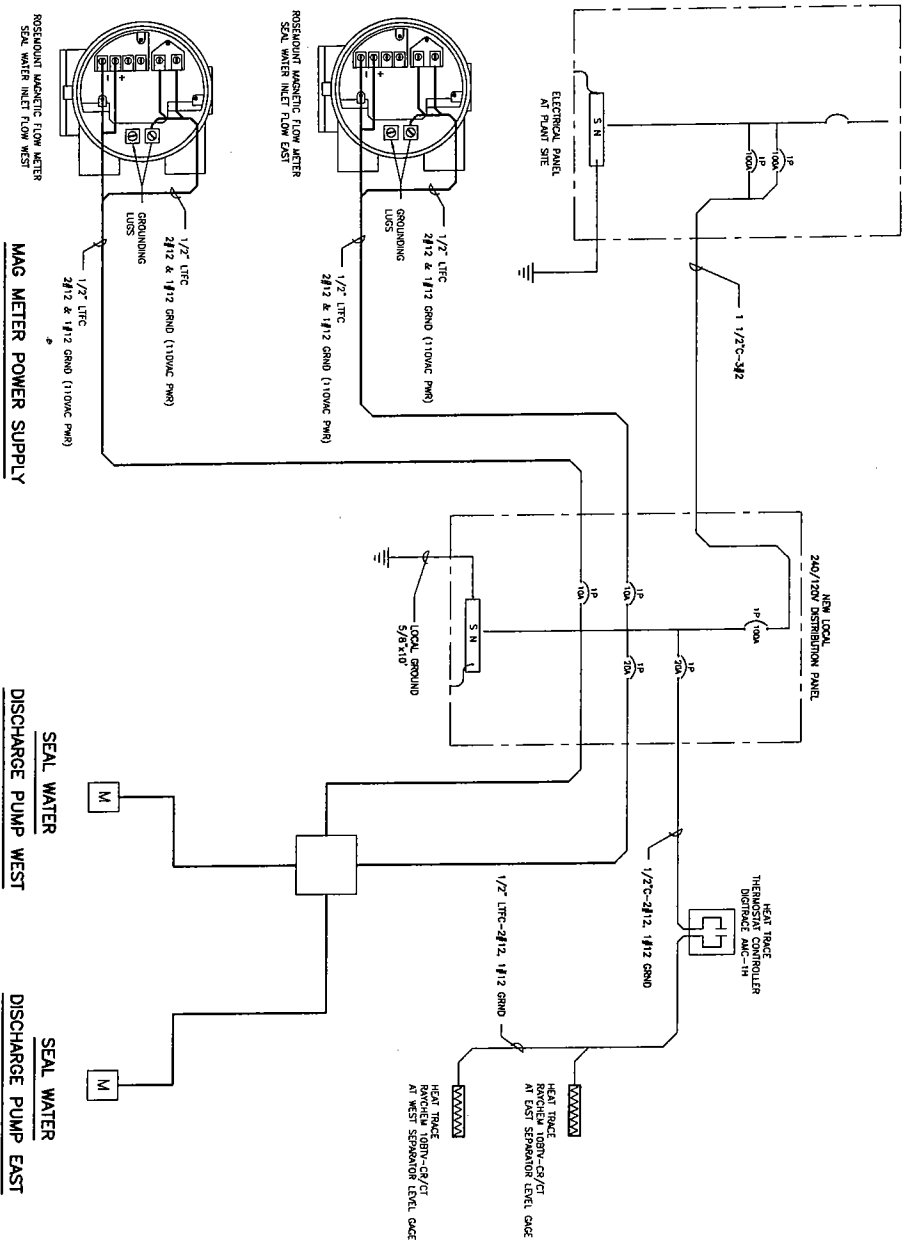 ELECTRICAL PANEL
AT PLANT SITE
S N
1P
100A
1P
100A
1 1/2"C-3#2
ROSEMOUNT MAGNETIC FLOW METER
SEAL WATER INLET FLOW EAST
- +
GROUNDING
LUGS
1/2" LTFC
2#12 & 1#12 GRND (110VAC PWR)
1/2" LTFC
2#12 & 1#12 GRND (110VAC PWR)
ROSEMOUNT MAGNETIC FLOW METER
SEAL WATER INLET FLOW WEST
- +
GROUNDING
LUGS
1/2" LTFC
2#12 & 1#12 GRND (110VAC PWR)
1/2" LTFC
2#12 & 1#12 GRND (110VAC PWR)
MAG METER POWER SUPPLY
NEW LOCAL
240/120V DISTRIBUTION PANEL
1P
100A
1P
20A
1P
10A
1P
20A
1P
10A
S N
LOCAL GROUND
5/8"x10'
HEAT TRACE
THERMOSTAT CONTROLLER
DIGITRACE AMC-1H
1/2"C-2#12, 1#12 GRND
1/2" LTFC-2#12, 1#12 GRND
HEAT TRACE
RAYCHEM 10BTV-CR/CT
AT EAST SEPARATOR LEVEL GAGE
HEAT TRACE
RAYCHEM 10BTV-CR/CT
AT WEST SEPARATOR LEVEL GAGE
M
SEAL WATER
DISCHARGE PUMP WEST
M
SEAL WATER
DISCHARGE PUMP EAST